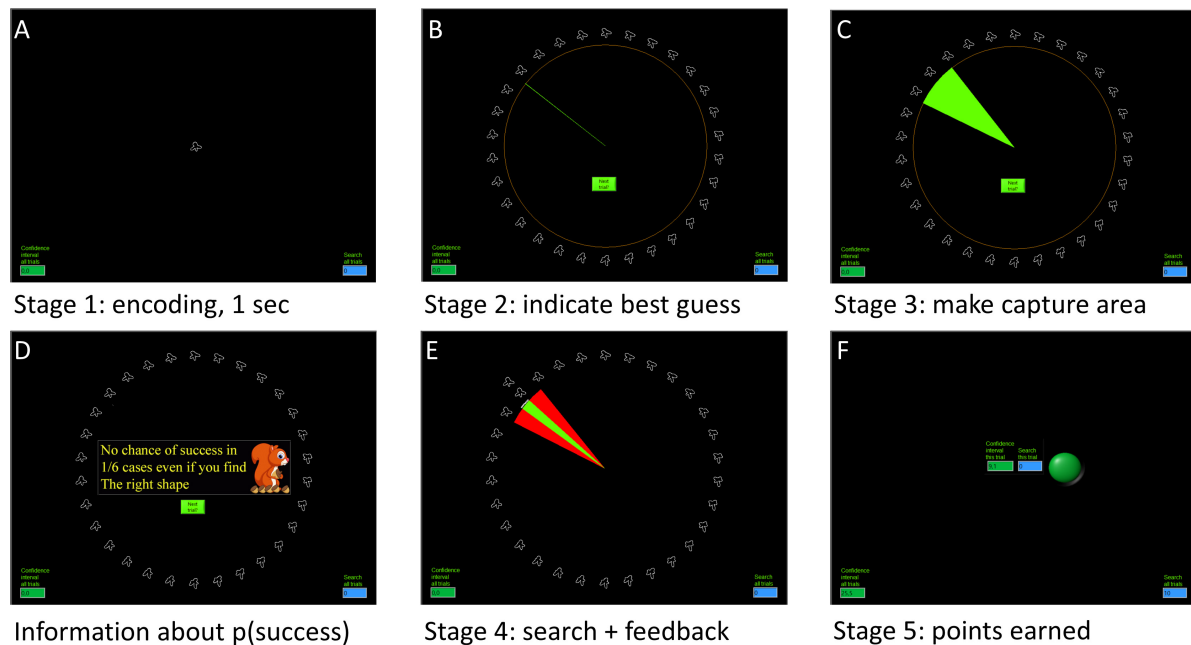 A
Confidence
interval
all trials
0,0
Search
all trials
0
Stage 1: encoding, 1 sec
B
Next
trial?
Confidence
interval
all trials
0,0
Search
all trials
0
Stage 2: indicate best guess
C
Next
trial?
Confidence
interval
all trials
0,0
Search
all trials
0
Stage 3: make capture area
D
No chance of success in
1/6 cases even if you find
The right shape
Next
trial?
Confidence
interval
all trials
0,0
Search
all trials
0
Information about p(success)
E
Confidence
interval
all trials
0,0
Search
all trials
0
Stage 4: search + feedback
F
Confidence
interval
this trial
9,1
Search
this trial
0
Confidence
interval
all trials
25,5
Search
all trials
10
Stage 5: points earned